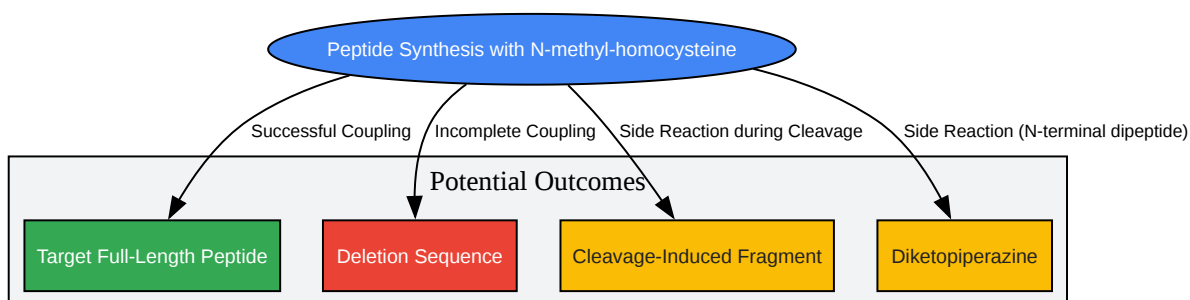 Peptide Synthesis with N-methyl-homocysteine
Successful Coupling
Incomplete Coupling
Side Reaction during Cleavage
Side Reaction (N-terminal dipeptide)
Potential Outcomes
Target Full-Length Peptide
Deletion Sequence
Cleavage-Induced Fragment
Diketopiperazine